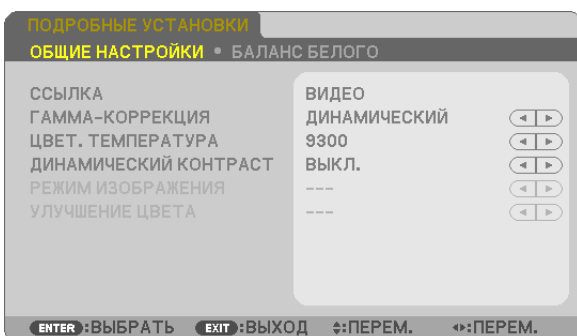 ПОДРОБНЫЕ УСТАНОВКИ
ОБЩИЕ НАСТРОЙКИ • БАЛАНС БЕЛОГО
ССЫЛКА ВИДЕО
ГАММА-КОРРЕКЦИЯ ДИНАМИЧЕСКИЙ
ЦВЕТ. ТЕМПЕРАТУРА 9300
ДИНАМИЧЕСКИЙ КОНТРАСТ ВЫКЛ.
РЕЖИМ ИЗОБРАЖЕНИЯ ---
УЛУЧШЕНИЕ ЦВЕТА ---
ENTER :ВЫБРАТЬ EXIT :ВЫХОД :ПЕРЕМ. :ПЕРЕМ.